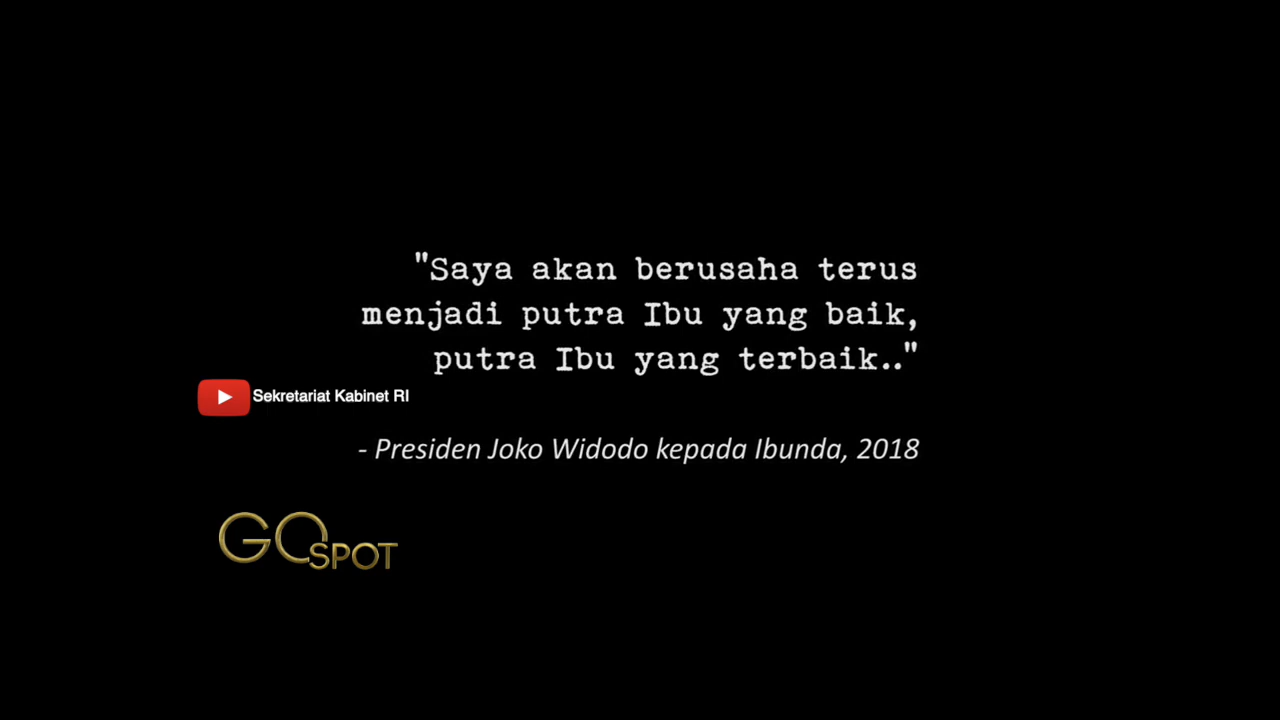 "Saya akan berusaha terus
menjadi putra Ibu yang baik,
putra Ibu yang terbaik.."
Sekretariat Kabinet RI
- Presiden Joko Widodo kepada Ibunda, 2018
GO SPOT